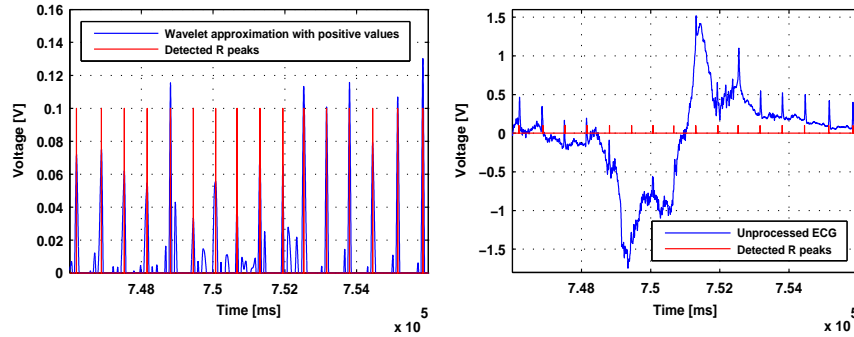 0.16
0.14
0.12
0.1
0.08
0.06
0.04
0.02
0
Voltage [V]
Wavelet approximation with positive values
Detected R peaks
7.48
7.5
7.52
7.54
Time [ms]
x 10
5
1.5
1
0.5
0
−0.5
−1
−1.5
Voltage [V]
Unprocessed ECG
Detected R peaks
7.48
7.5
7.52
7.54
Time [ms]
x 10
5